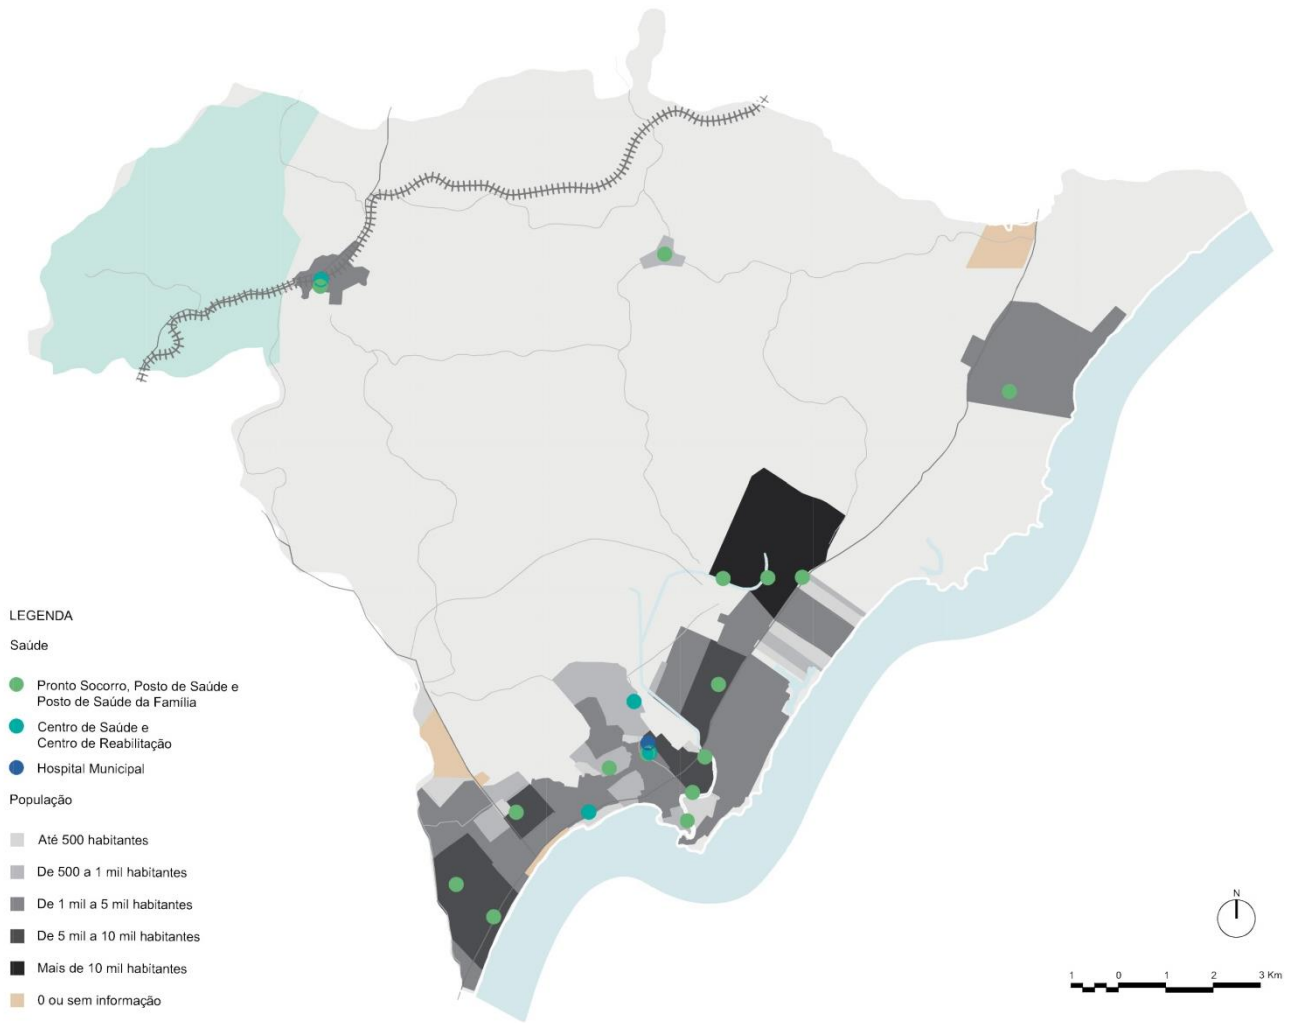 LEGENDA
Saúde
Pronto Socorro, Posto de Saúde e
Posto de Saúde da Família
Centro de Saúde e
Centro de Reabilitação
Hospital Municipal
População
Até 500 habitantes
De 500 a 1 mil habitantes
De 1 mil a 5 mil habitantes
De 5 mil a 10 mil habitantes
Mais de 10 mil habitantes
0 ou sem informação
N
1 0 1 2 3 Km